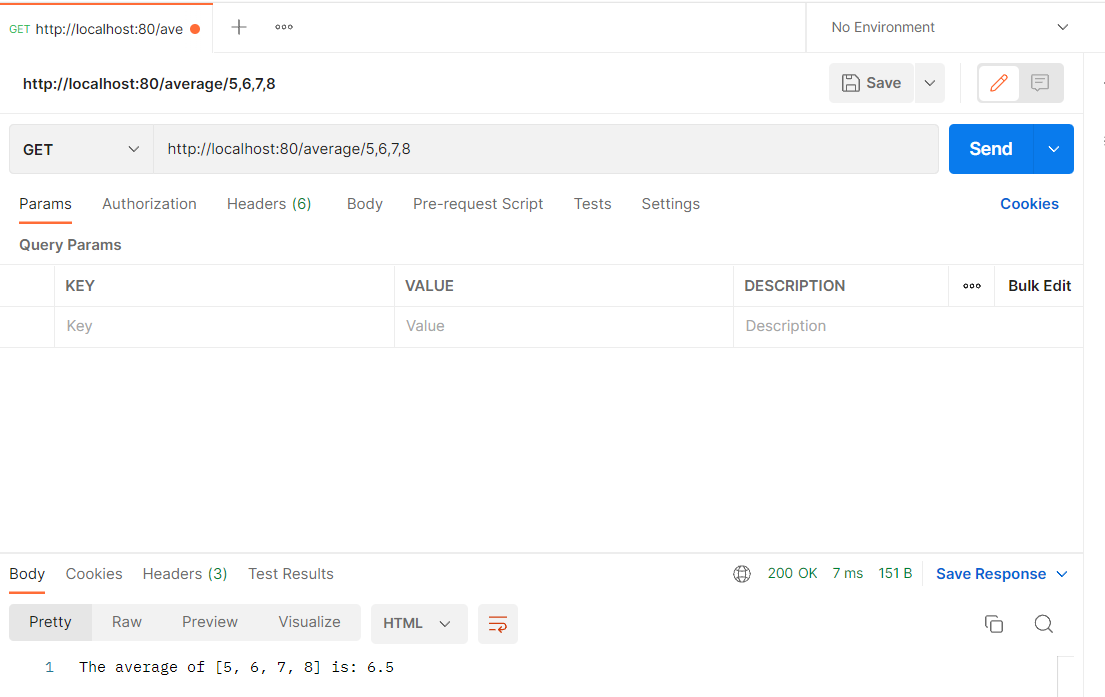 GET http://localhost:80/ave
No Environment
http://localhost:80/average/5,6,7,8
Save
GET http://localhost:80/average/5,6,7,8 Send
Params Authorization Headers (6) Body Pre-request Script Tests Settings Cookies
Query Params
KEY VALUE DESCRIPTION Bulk Edit
Key Value Description
Body Cookies Headers (3) Test Results 200 OK 7 ms 151 B Save Response
Pretty Raw Preview Visualize HTML
1 The average of [5, 6, 7, 8] is: 6.5